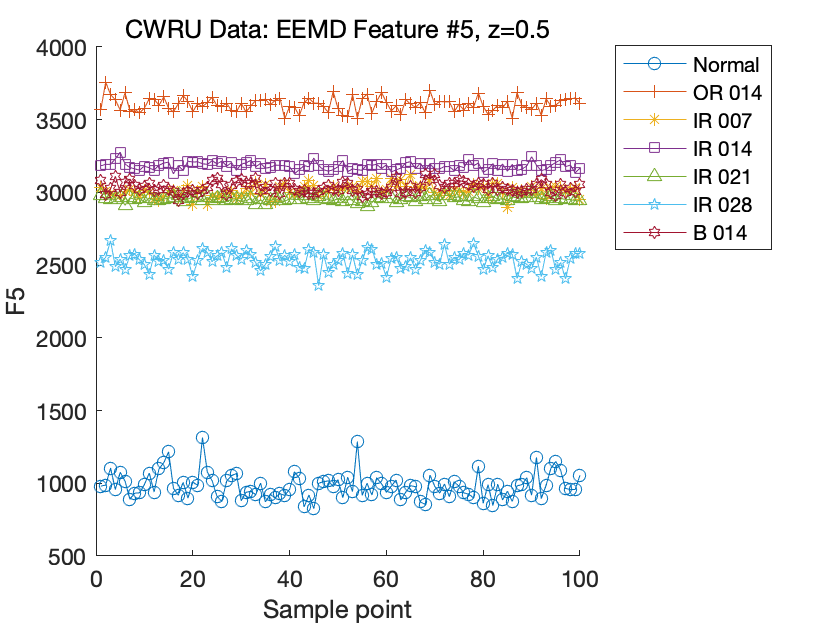 CWRU Data: EEMD Feature #5, z=0.5
4000
3500
3000
2500
2000
1500
1000
500
F5
0
20
40
60
80
100
Sample point
Normal
OR 014
IR 007
IR 014
IR 021
IR 028
B 014